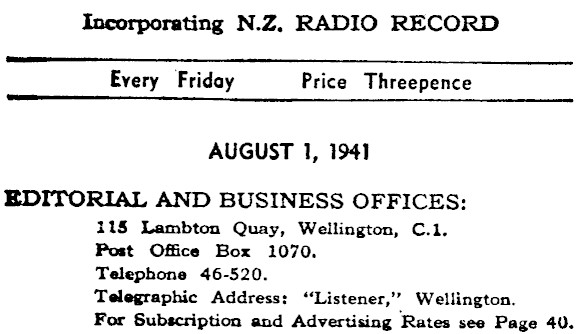 Incorporating N.Z. RADIO RECORD
Every Friday Price Threepence
AUGUST 1, 1941
EDITORIAL AND BUSINESS OFFICES:
115 Lambton Quay, Wellington, C.1.
Post Office Box 1070.
Telephone 46-520.
Telegraphic Address: "Listener," Wellington.
For Subscription and Advertising Rates see Page 40.